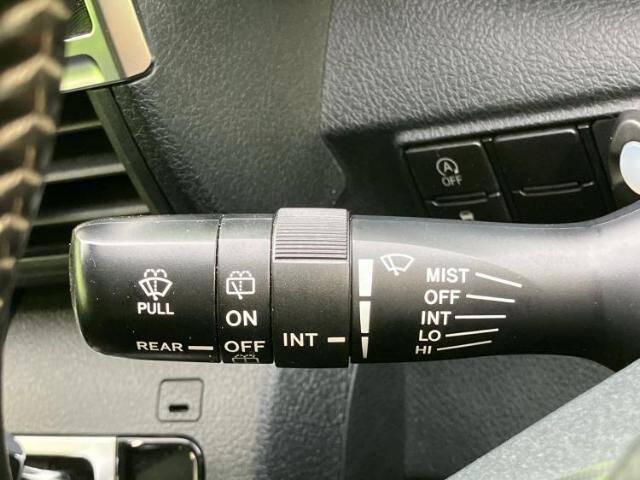 OFF
PULL
REAR
ON
OFF
INT
MIST
OFF
INT
LO
HI